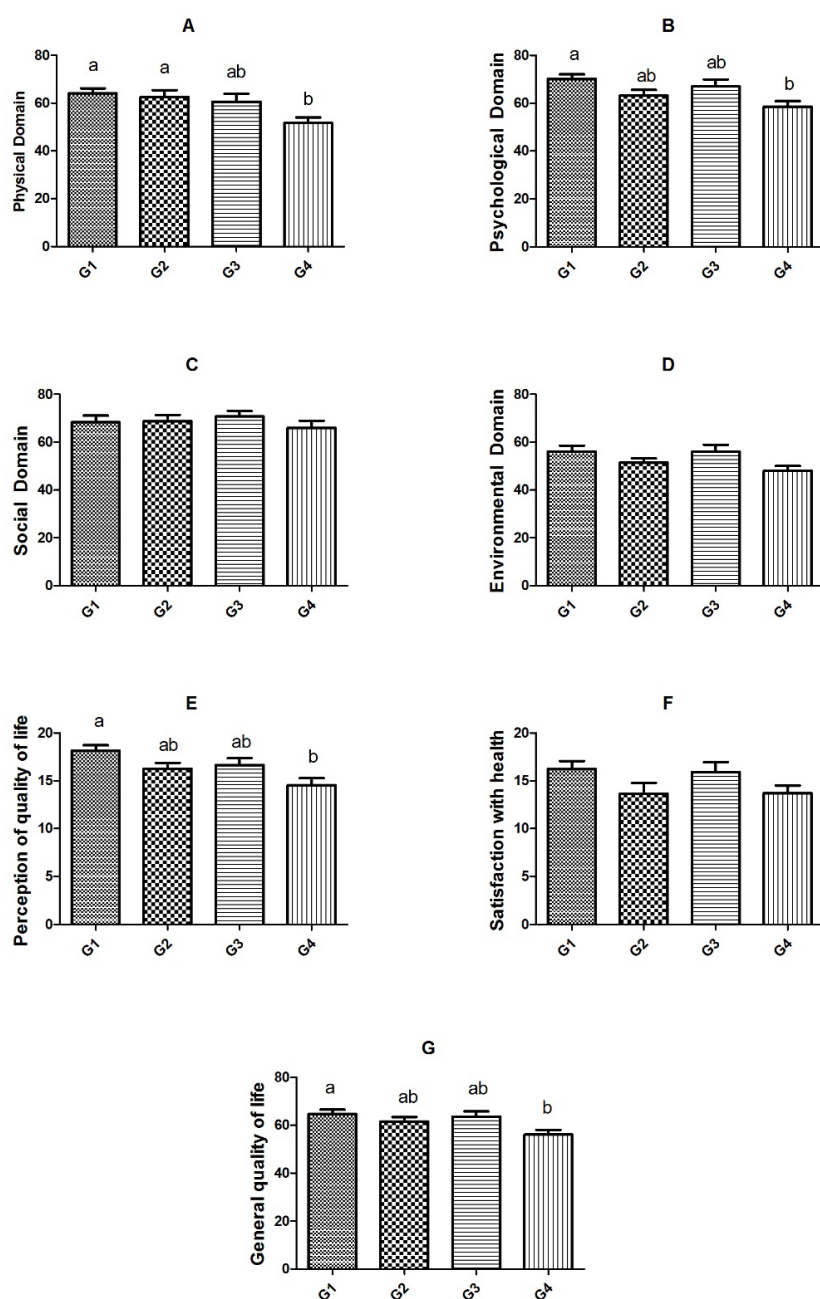 A
a a ab b
Physical Domain
80
60
40
20
0
G1 G2 G3 G4
B
a ab ab b
Psychological Domain
80
60
40
20
0
G1 G2 G3 G4
C
Social Domain
80
60
40
20
0
G1 G2 G3 G4
D
Environmental Domain
80
60
40
20
0
G1 G2 G3 G4
E
a ab ab b
Perception of quality of life
20
15
10
5
0
G1 G2 G3 G4
F
Satisfaction with health
20
15
10
5
0
G1 G2 G3 G4
G
a ab ab b
General quality of life
80
60
40
20
0
G1 G2 G3 G4